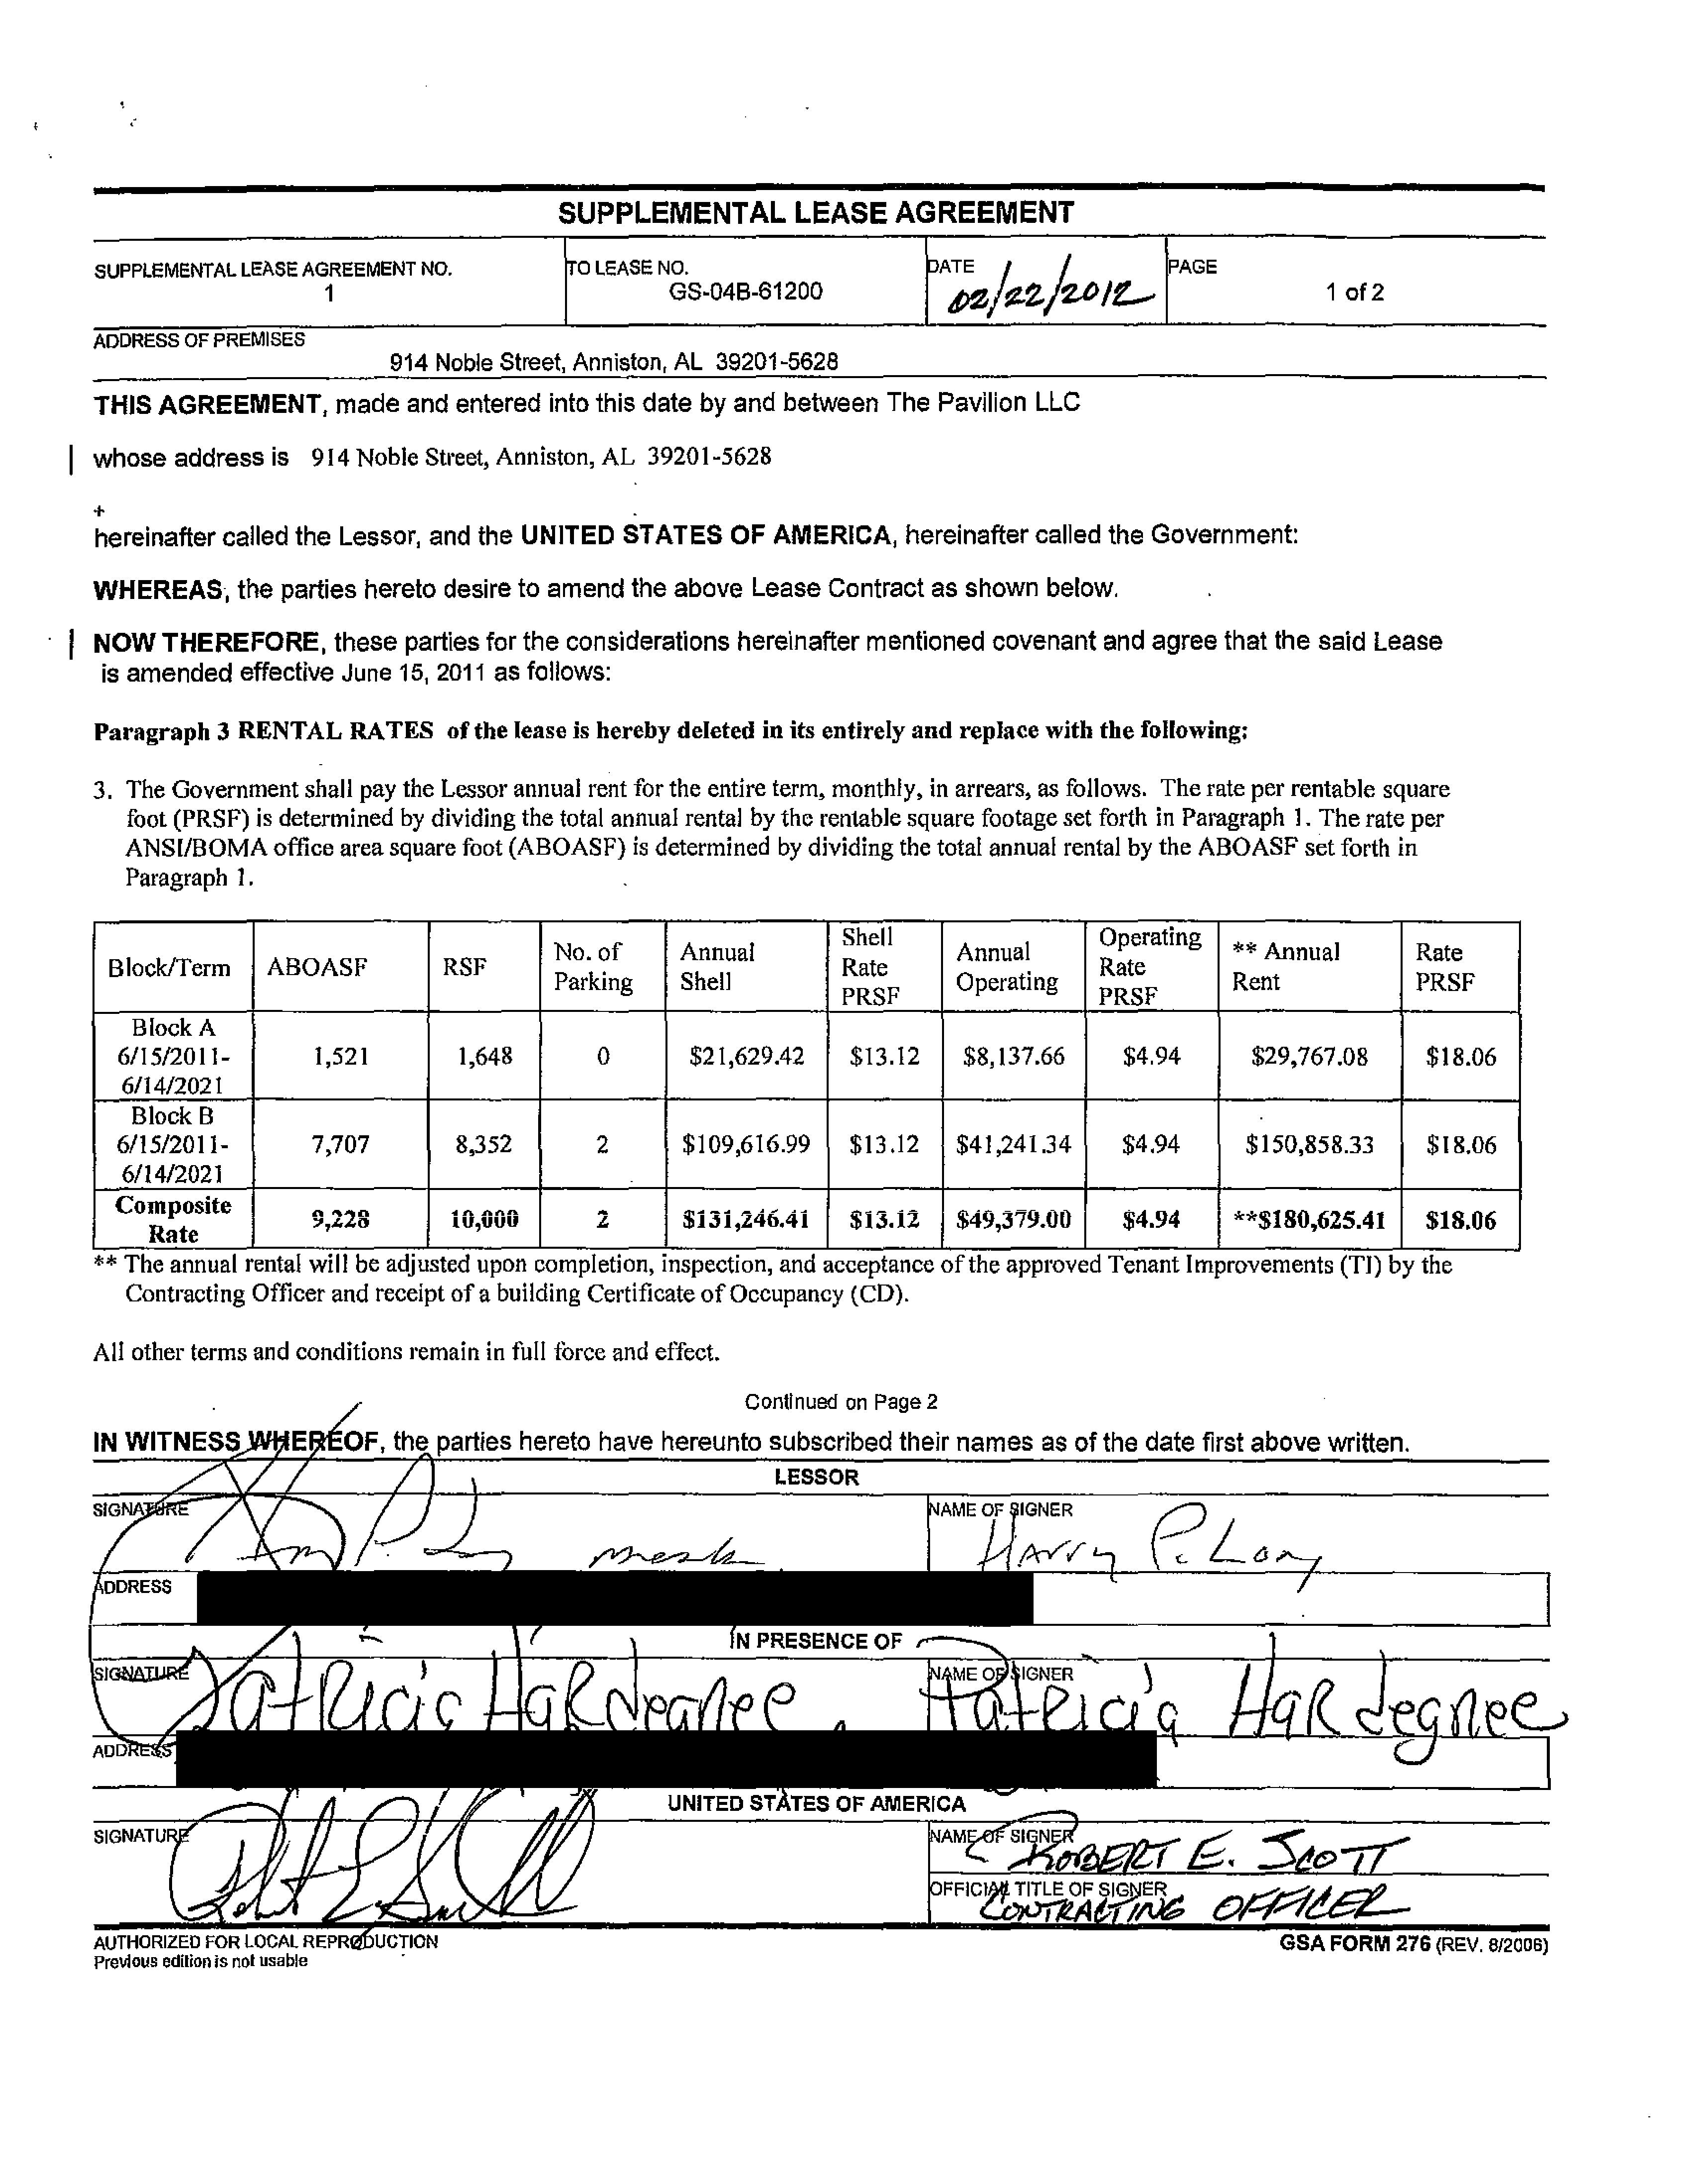 SUPPLEMENTAL LEASE AGREEMENT
SUPPLEMENTAL LEASE AGREEMENT NO.
1
TO LEASE NO.
GS-04B-61200
DATE
02/22/2012
PAGE
1 of 2
ADDRESS OF PREMISES
914 Noble Street, Anniston, AL 39201-5628
THIS AGREEMENT, made and entered into this date by and between The Pavilion LLC
whose address is 914 Noble Street, Anniston, AL 39201-5628
+
hereinafter called the Lessor, and the UNITED STATES OF AMERICA, hereinafter called the Government:
WHEREAS, the parties hereto desire to amend the above Lease Contract as shown below.
NOW THEREFORE, these parties for the considerations hereinafter mentioned covenant and agree that the said Lease
is amended effective June 15, 2011 as follows:
Paragraph 3 RENTAL RATES of the lease is hereby deleted in its entirely and replace with the following:
3. The Government shall pay the Lessor annual rent for the entire term, monthly, in arrears, as follows. The rate per rentable square
foot (PRSF) is determined by dividing the total annual rental by the rentable square footage set forth in Paragraph 1. The rate per
ANSI/BOMA office area square foot (ABOASF) is determined by dividing the total annual rental by the ABOASF set forth in
Paragraph 1.
Block/Term ABOASF RSF No. of Parking Annual Shell Shell Rate PRSF Annual Operating Operating Rate PRSF ** Annual Rent Rate PRSF
Block A 6/15/2011-6/14/2021 1,521 1,648 0 $21,629.42 $13.12 $8,137.66 $4.94 $29,767.08 $18.06
Block B 6/15/2011-6/14/2021 7,707 8,352 2 $109,616.99 $13.12 $41,241.34 $4.94 $150,858.33 $18.06
Composite Rate 9,228 10,000 2 $131,246.41 $13.12 $49,379.00 $4.94 **$180,625.41 $18.06
** The annual rental will be adjusted upon completion, inspection, and acceptance of the approved Tenant Improvements (TI) by the
Contracting Officer and receipt of a building Certificate of Occupancy (CD).
All other terms and conditions remain in full force and effect.
Continued on Page 2
IN WITNESS WHEREOF, the parties hereto have hereunto subscribed their names as of the date first above written.
LESSOR
SIGNATURE
NAME OF SIGNER
Harry P. Long
ADDRESS
IN PRESENCE OF
SIGNATURE
Patricia Hardegree
NAME OF SIGNER
Patricia Hardegree
ADDRESS
UNITED STATES OF AMERICA
SIGNATURE
NAME OF SIGNER
ROBERT E. SCOTT
OFFICIAL TITLE OF SIGNER
CONTRACTING OFFICER
AUTHORIZED FOR LOCAL REPRODUCTION
Previous edition is not usable
GSA FORM 276 (REV. 8/2006)